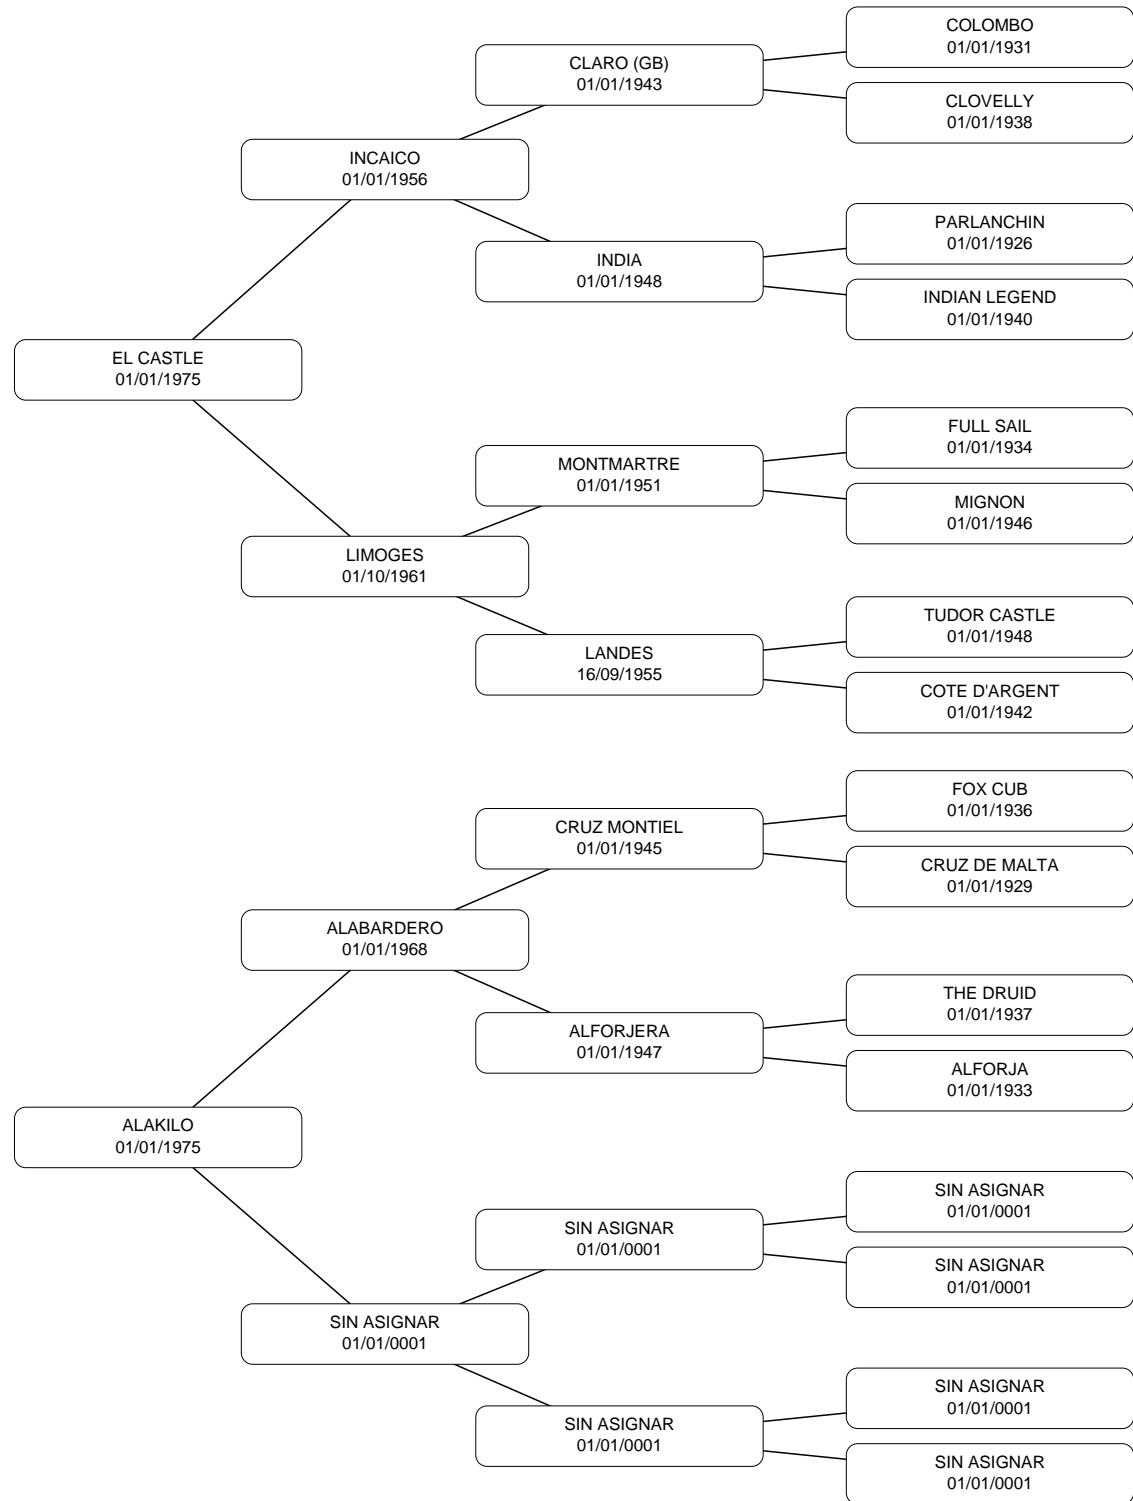 COLOMBO
01/01/1931
CLARO (GB)
01/01/1943
CLOVELLY
01/01/1938
INCAICO
01/01/1956
PARLANCHIN
01/01/1926
INDIA
01/01/1948
INDIAN LEGEND
01/01/1940
EL CASTLE
01/01/1975
FULL SAIL
01/01/1934
MONTMARTRE
01/01/1951
MIGNON
01/01/1946
LIMOGES
01/10/1961
TUDOR CASTLE
01/01/1948
LANDES
16/09/1955
COTE D'ARGENT
01/01/1942
FOX CUB
01/01/1936
CRUZ MONTIEL
01/01/1945
CRUZ DE MALTA
01/01/1929
ALABARDERO
01/01/1968
THE DRUID
01/01/1937
ALFORJERA
01/01/1947
ALFORJA
01/01/1933
ALAKILO
01/01/1975
SIN ASIGNAR
01/01/0001
SIN ASIGNAR
01/01/0001
SIN ASIGNAR
01/01/0001
SIN ASIGNAR
01/01/0001
SIN ASIGNAR
01/01/0001
SIN ASIGNAR
01/01/0001
SIN ASIGNAR
01/01/0001